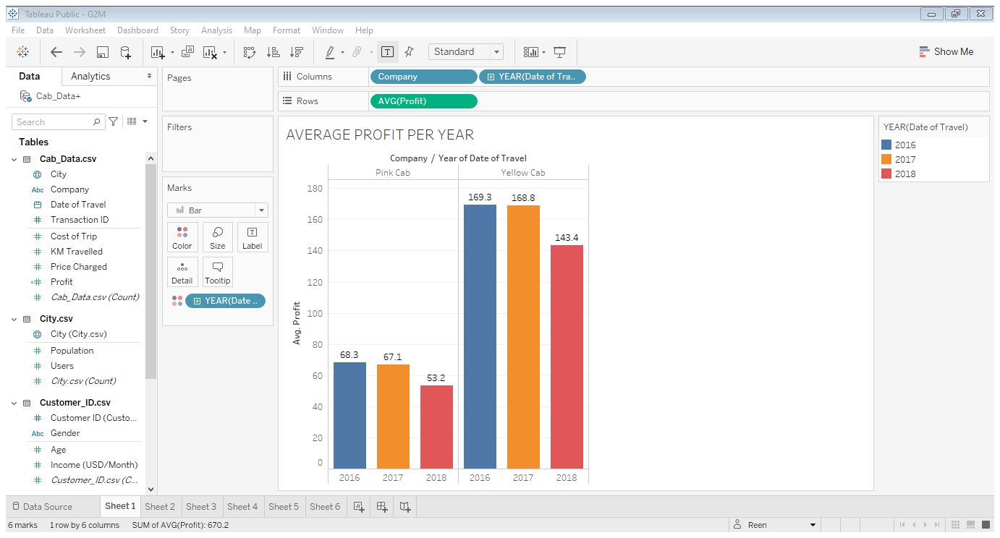 Tableau Public - G2M
File Data Worksheet Dashboard Story Analysis Map Format Window Help
Standard
Show Me
Data Analytics
Cab_Data+
Search
Tables
Cab_Data.csv
City
Abc Company
Date of Travel
Transaction ID
Cost of Trip
KM Travelled
Price Charged
Profit
Cab_Data.csv (Count)
City.csv
City (City.csv)
Population
Users
City.csv (Count)
Customer_ID.csv
Customer ID (Custo...
Abc Gender
Age
Income (USD/Month)
Customer_ID.csv (C...
Pages
Filters
Marks
Bar
Color Size Label
Detail Tooltip
YEAR(Date ..
Columns Company YEAR(Date of Tra..
Rows AVG(Profit)
AVERAGE PROFIT PER YEAR
Company / Year of Date of Travel
Pink Cab Yellow Cab
Avg. Profit
180
160
140
120
100
80
60
40
20
0
68.3 67.1 53.2 169.3 168.8 143.4
2016 2017 2018 2016 2017 2018
YEAR(Date of Travel)
2016
2017
2018
Data Source Sheet 1 Sheet 2 Sheet 3 Sheet 4 Sheet 5 Sheet 6
6 marks 1 row by 6 columns SUM of AVG(Profit): 670.2 Reen